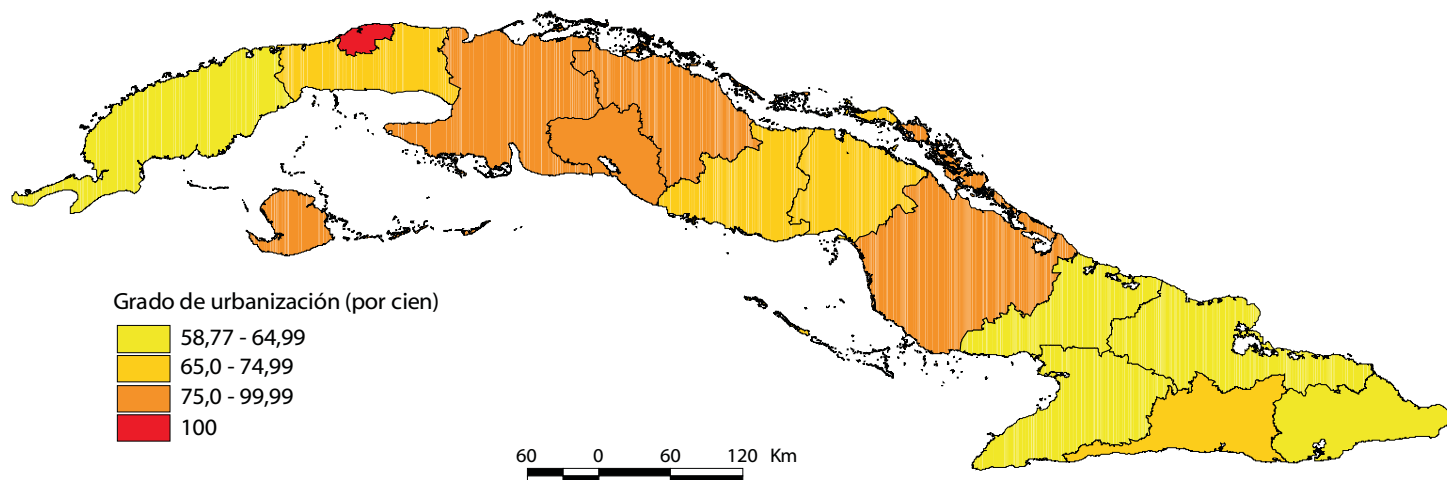 Grado de urbanización (por cien)
58,77 - 64,99
65,0 - 74,99
75,0 - 99,99
100
60 0 60 120 Km